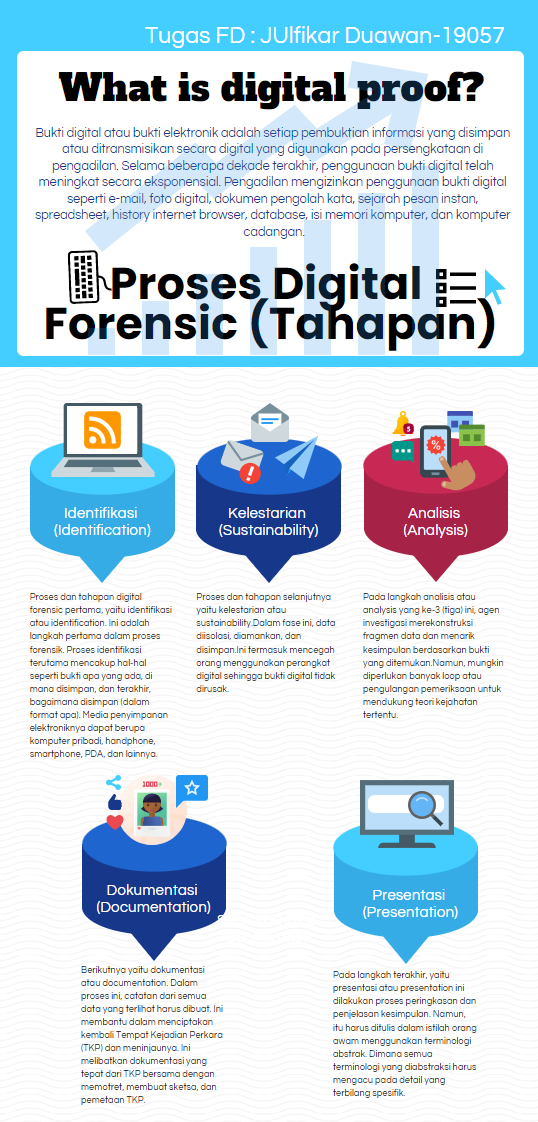 Tugas FD : JUlfikar Duawan-19057
What is digital proof?
Bukti digital atau bukti elektronik adalah setiap pembuktian informasi yang disimpan
atau ditransmisikan secara digital yang digunakan pada persengkataan di
pengadilan. Selama beberapa dekade terakhir, penggunaan bukti digital telah
meningkat secara eksponensial. Pengadilan mengizinkan penggunaan bukti digital
seperti e-mail, foto digital, dokumen pengolah kata, sejarah pesan instan,
spreadsheet, history internet browser, database, isi memori komputer, dan komputer
cadangan.
Proses Digital
Forensic (Tahapan)
Identifikasi
(Identification)
Proses dan tahapan digital
forensic pertama, yaitu identifikasi
atau identification. Ini adalah
langkah pertama dalam proses
forensik. Proses identifikasi
terutama mencakup hal-hal
seperti bukti apa yang ada, di
mana disimpan, dan terakhir,
bagaimana disimpan (dalam
format apa). Media penyimpanan
elektroniknya dapat berupa
komputer pribadi, handphone,
smartphone, PDA, dan lainnya.
Kelestarian
(Sustainability)
Proses dan tahapan selanjutnya
yaitu kelestarian atau
sustainability.Dalam fase ini, data
diisolasi, diamankan, dan
disimpan.Ini termasuk mencegah
orang menggunakan perangkat
digital sehingga bukti digital tidak
dirusak.
%
5
Analisis
(Analysis)
Pada langkah analisis atau
analysis yang ke-3 (tiga) ini, agen
investigasi merekonstruksi
fragmen data dan menarik
kesimpulan berdasarkan bukti
yang ditemukan.Namun, mungkin
diperlukan banyak loop atau
pengulangan pemeriksaan untuk
mendukung teori kejahatan
tertentu.
1000+
Dokumentasi
(Documentation)
Berikutnya yaitu dokumentasi
atau documentation. Dalam
proses ini, catatan dari semua
data yang terlihat harus dibuat. Ini
membantu dalam menciptakan
kembali Tempat Kejadian Perkara
(TKP) dan meninjaunya. Ini
melibatkan dokumentasi yang
tepat dari TKP bersama dengan
memotret, membuat sketsa, dan
pemetaan TKP.
Presentasi
(Presentation)
Pada langkah terakhir, yaitu
presentasi atau presentation ini
dilakukan proses peringkasan dan
penjelasan kesimpulan. Namun,
itu harus ditulis dalam istilah orang
awam menggunakan terminologi
abstrak. Dimana semua
terminologi yang diabstraksi harus
mengacu pada detail yang
terbilang spesifik.